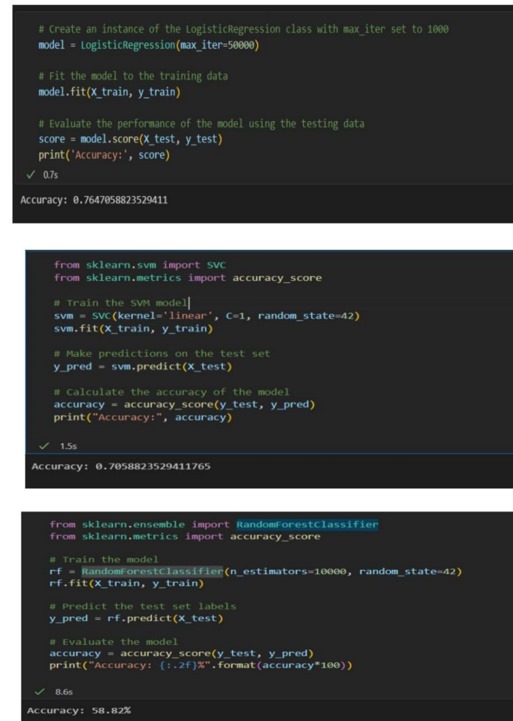 # Create an instance of the LogisticRegression class with max_iter set to 1000
model = LogisticRegression(max_iter=50000)
# Fit the model to the training data
model.fit(X_train, y_train)
# Evaluate the performance of the model using the testing data
score = model.score(X_test, y_test)
print('Accuracy:', score)
✓ 0.7s
Accuracy: 0.7647058823529411
from sklearn.svm import SVC
from sklearn.metrics import accuracy_score
# Train the SVM model
svm = SVC(kernel='linear', C=1, random_state=42)
svm.fit(X_train, y_train)
# Make predictions on the test set
y_pred = svm.predict(X_test)
# Calculate the accuracy of the model
accuracy = accuracy_score(y_test, y_pred)
print("Accuracy:", accuracy)
✓ 1.5s
Accuracy: 0.7058823529411765
from sklearn.ensemble import RandomForestClassifier
from sklearn.metrics import accuracy_score
# Train the model
rf = RandomForestClassifier(n_estimators=10000, random_state=42)
rf.fit(X_train, y_train)
# Predict the test set labels
y_pred = rf.predict(X_test)
# Evaluate the model
accuracy = accuracy_score(y_test, y_pred)
print("Accuracy: {:.2f}%".format(accuracy*100))
✓ 8.6s
Accuracy: 58.82%